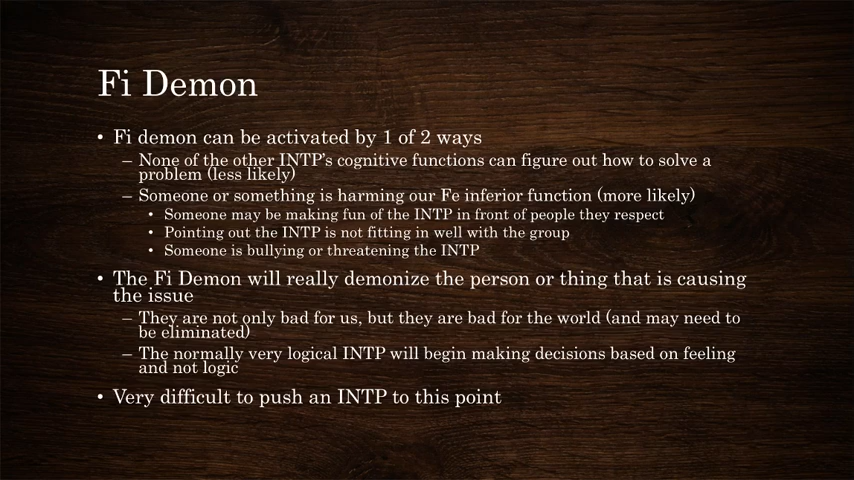 Fi Demon
• Fi demon can be activated by 1 of 2 ways
– None of the other INTP's cognitive functions can figure out how to solve a
problem (less likely)
– Someone or something is harming our Fe inferior function (more likely)
• Someone may be making fun of the INTP in front of people they respect
• Pointing out the INTP is not fitting in well with the group
• Someone is bullying or threatening the INTP
• The Fi Demon will really demonize the person or thing that is causing
the issue
– They are not only bad for us, but they are bad for the world (and may need to
be eliminated)
– The normally very logical INTP will begin making decisions based on feeling
and not logic
• Very difficult to push an INTP to this point